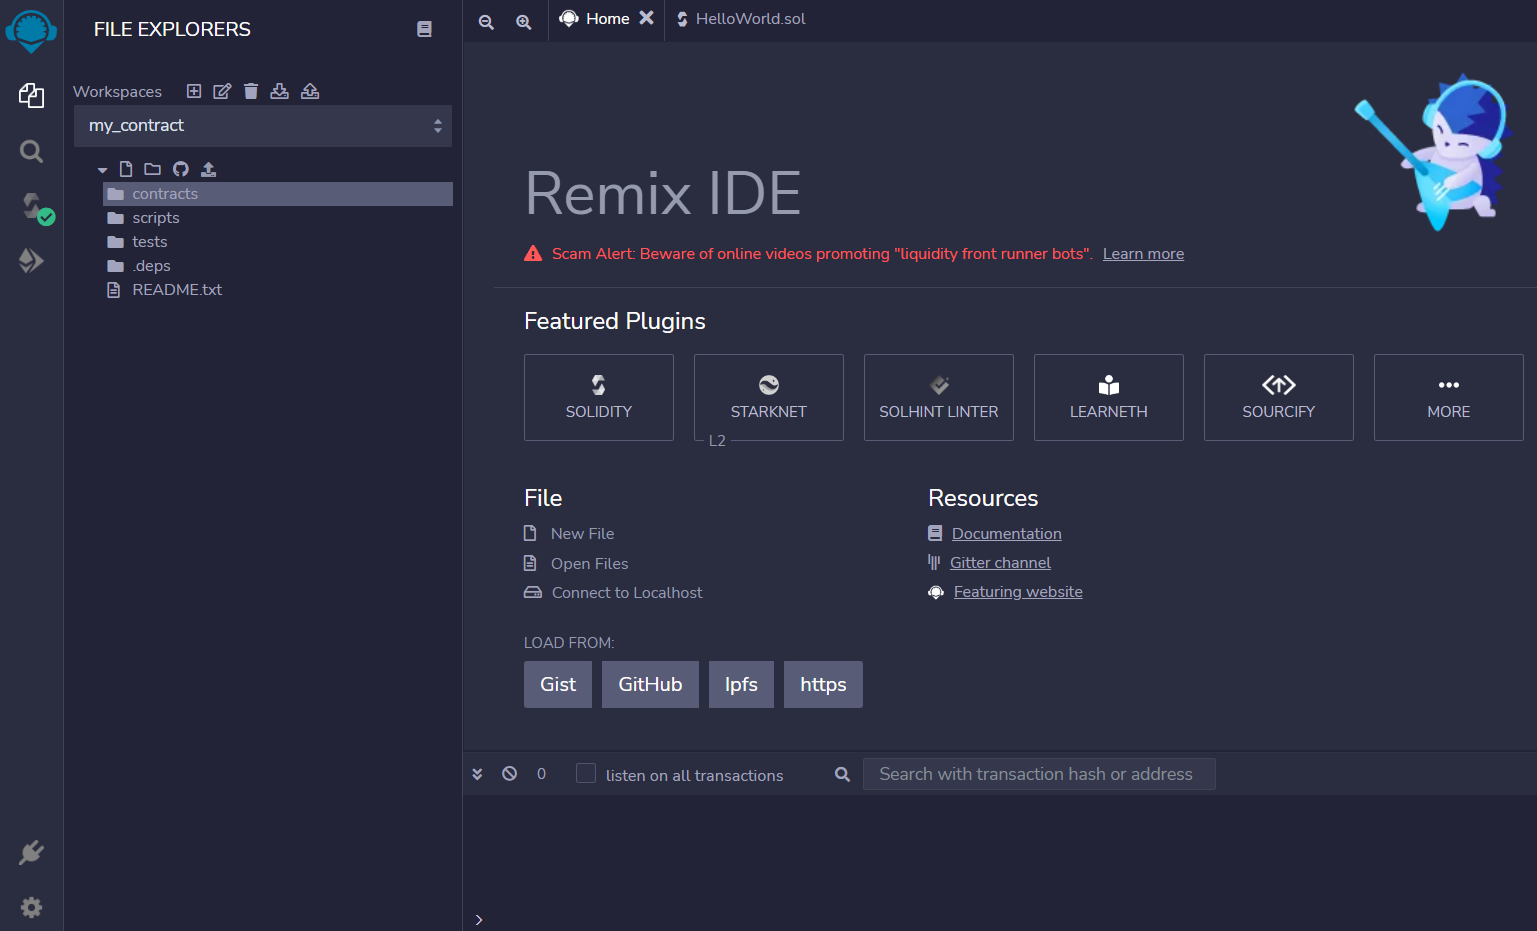 FILE EXPLORERS
Workspaces
my_contract
contracts
scripts
tests
.deps
README.txt
Home
HelloWorld.sol
Remix IDE
Scam Alert: Beware of online videos promoting "liquidity front runner bots". Learn more
Featured Plugins
SOLIDITY
STARKNET
L2
SOLHINT LINTER
LEARNETH
SOURCIFY
MORE
File
New File
Open Files
Connect to Localhost
LOAD FROM:
Gist
GitHub
Ipfs
https
Resources
Documentation
Gitter channel
Featuring website
0
listen on all transactions
Search with transaction hash or address
>